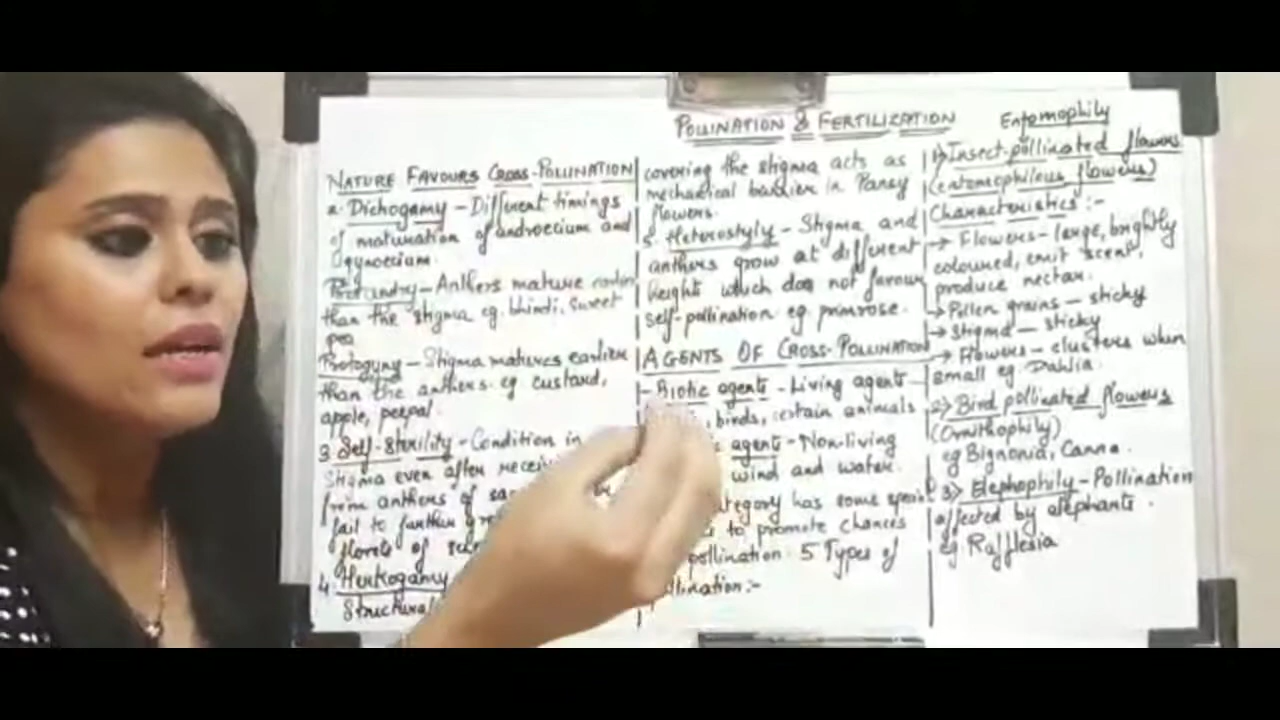 POLLINATION & FERTILIZATION
NATURE FAVOURS CROSS-POLLINATION
2. Dichogamy - Different timings
of maturation of androecium and
gynoecium.
Protandry - Anthers mature earlier
than the stigma eg. bhindi, sweet
pea
Protogyny - Stigma matures earlier
than the anthers. eg custard,
apple, peepal.
3. Self-Sterility - Condition in
Stigma even after
from anthers of
fail to further
florets of
4. Herkogamy
Structural
covering the stigma acts as
mechanical barrier in Pansy
flowers.
5. Heterostyly - Stigma and
anthers grow at different
height which does not favour
self-pollination eg. primrose.
AGENTS OF CROSS-POLLINATION
- Biotic agents - Living agents
, birds, certain animals
agent - Non-living
wind and water.
has some special
to promote chances
pollination. 5 Types of
:-
Entomophily
1) Insect-pollinated flowers
(entomophilous flowers)
Characteristics :-
→ Flowers - large, brightly
coloured, emit scent,
produce nectar.
→ Pollen grains - sticky
→ Stigma - sticky
→ Flowers - clusters when
small eg. Dahlia.
2) Bird pollinated flowers
(Ornithophily)
eg Bignonia, Canna.
3) Elephophily - Pollination
affected by elephants.
eg. Rafflesia